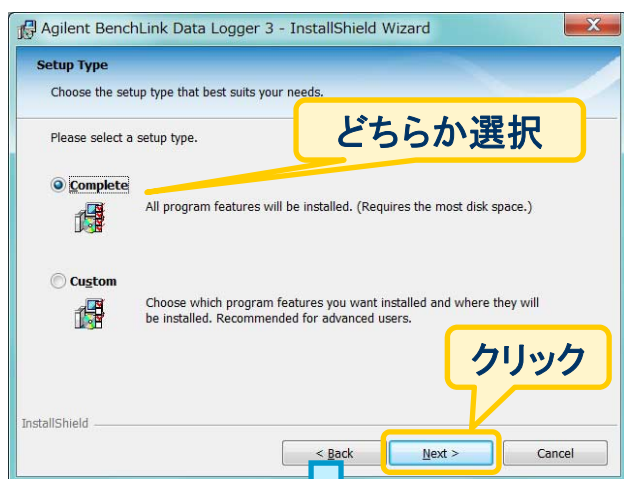 Agilent BenchLink Data Logger 3 - InstallShield Wizard
Setup Type
Choose the setup type that best suits your needs.
どちらか選択
Please select a setup type.
Complete
All program features will be installed. (Requires the most disk space.)
Custom
Choose which program features you want installed and where they will
be installed. Recommended for advanced users.
クリック
InstallShield
< Back
Next >
Cancel